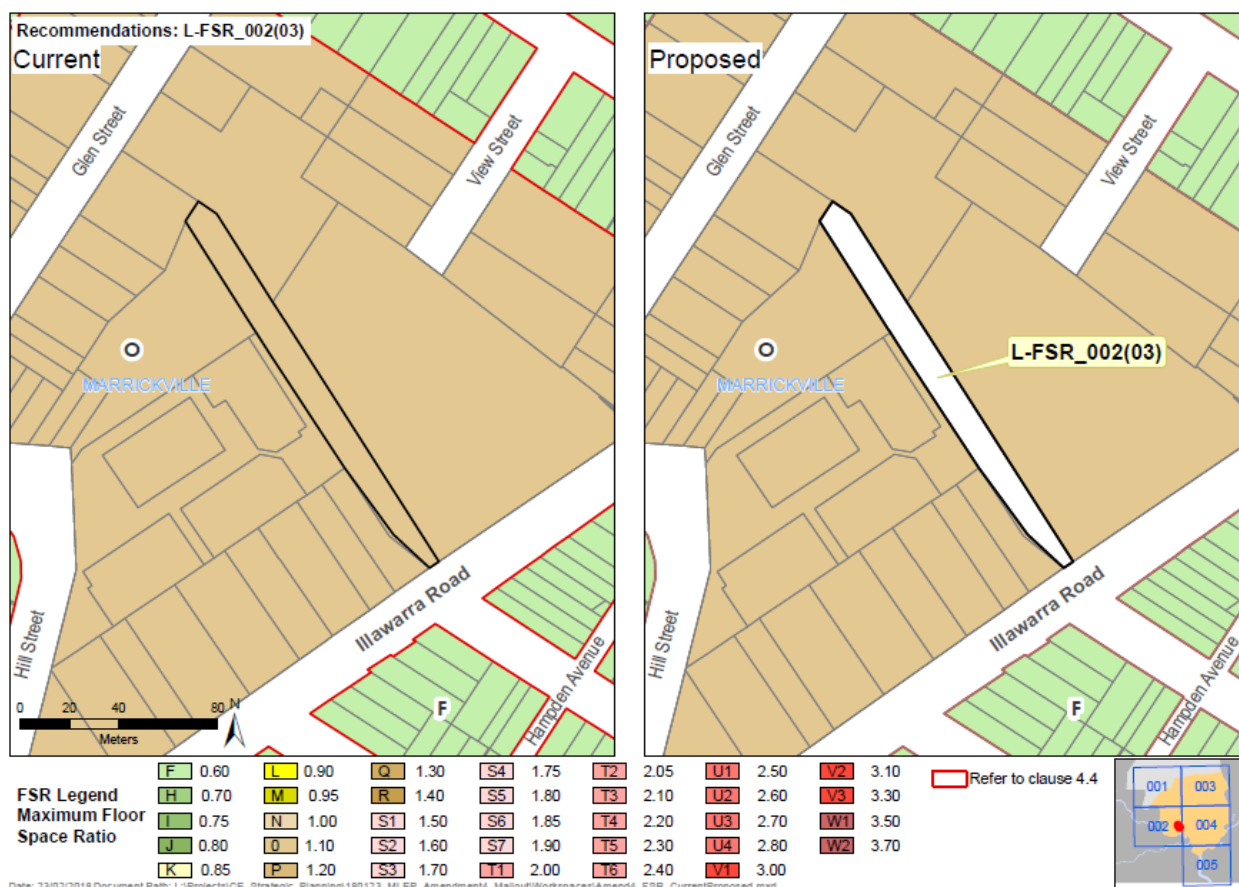 Recommendations: L-FSR_002(03)
Current
Glen Street
View Street
O
MARRICKVILLE
Hill Street
Illawarra Road
Hampden Avenue
F
0 20 40 80
Meters
N
Proposed
Glen Street
View Street
L-FSR_002(03)
O
MARRICKVILLE
Illawarra Road
Hampden Avenue
F
FSR Legend
Maximum Floor
Space Ratio
F 0.60
H 0.70
I 0.75
J 0.80
K 0.85
L 0.90
M 0.95
N 1.00
0 1.10
P 1.20
Q 1.30
R 1.40
S1 1.50
S2 1.60
S3 1.70
S4 1.75
S5 1.80
S6 1.85
S7 1.90
T1 2.00
T2 2.05
T3 2.10
T4 2.20
T5 2.30
T6 2.40
U1 2.50
U2 2.60
U3 2.70
U4 2.80
V1 3.00
V2 3.10
V3 3.30
W1 3.50
W2 3.70
Refer to clause 4.4
001 003
002 004
005
Date: 23/02/2018 Document Path: